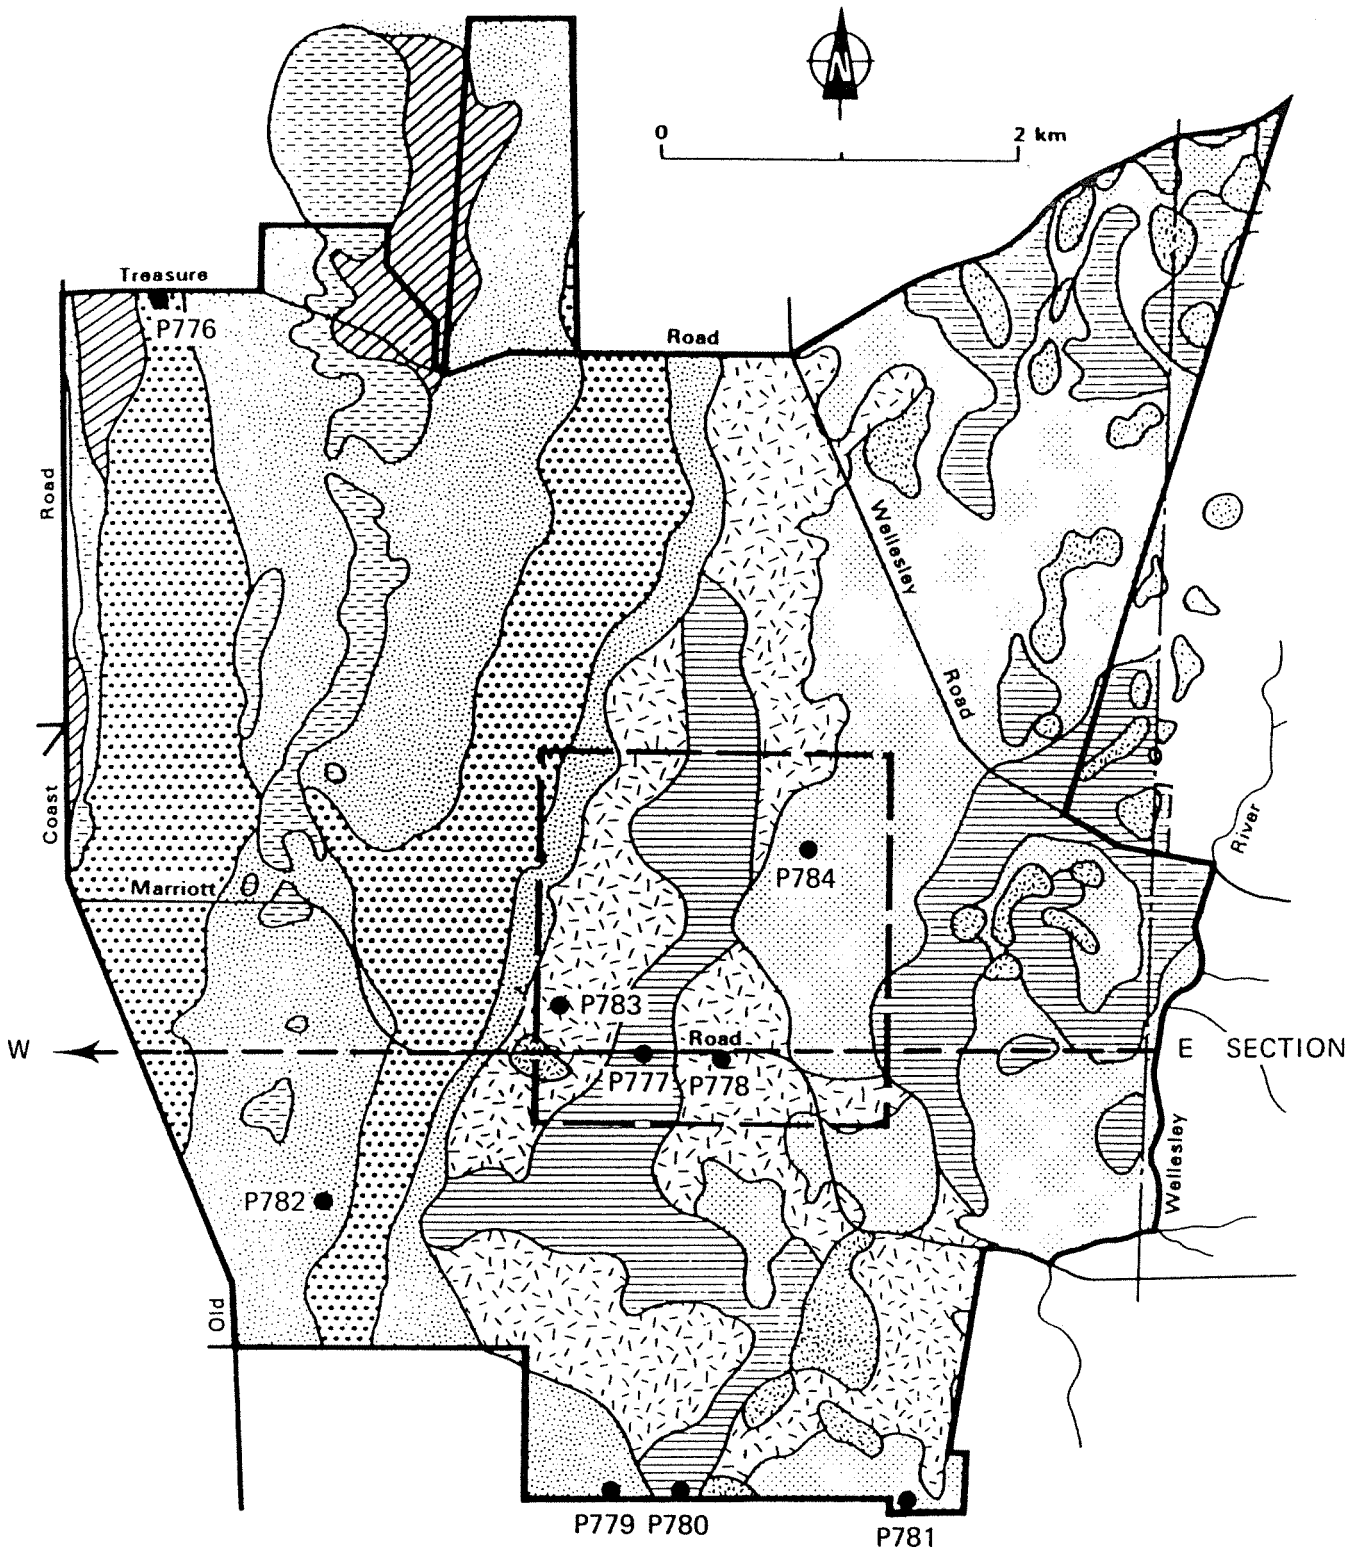 N
0 2 km
Treasure
P776
Road
Road
Wellesley
Road
Coast
River
P784
Marriott
P783
Road
W E SECTION
P777 P778
Wellesley
P782
Old
P779 P780
P781